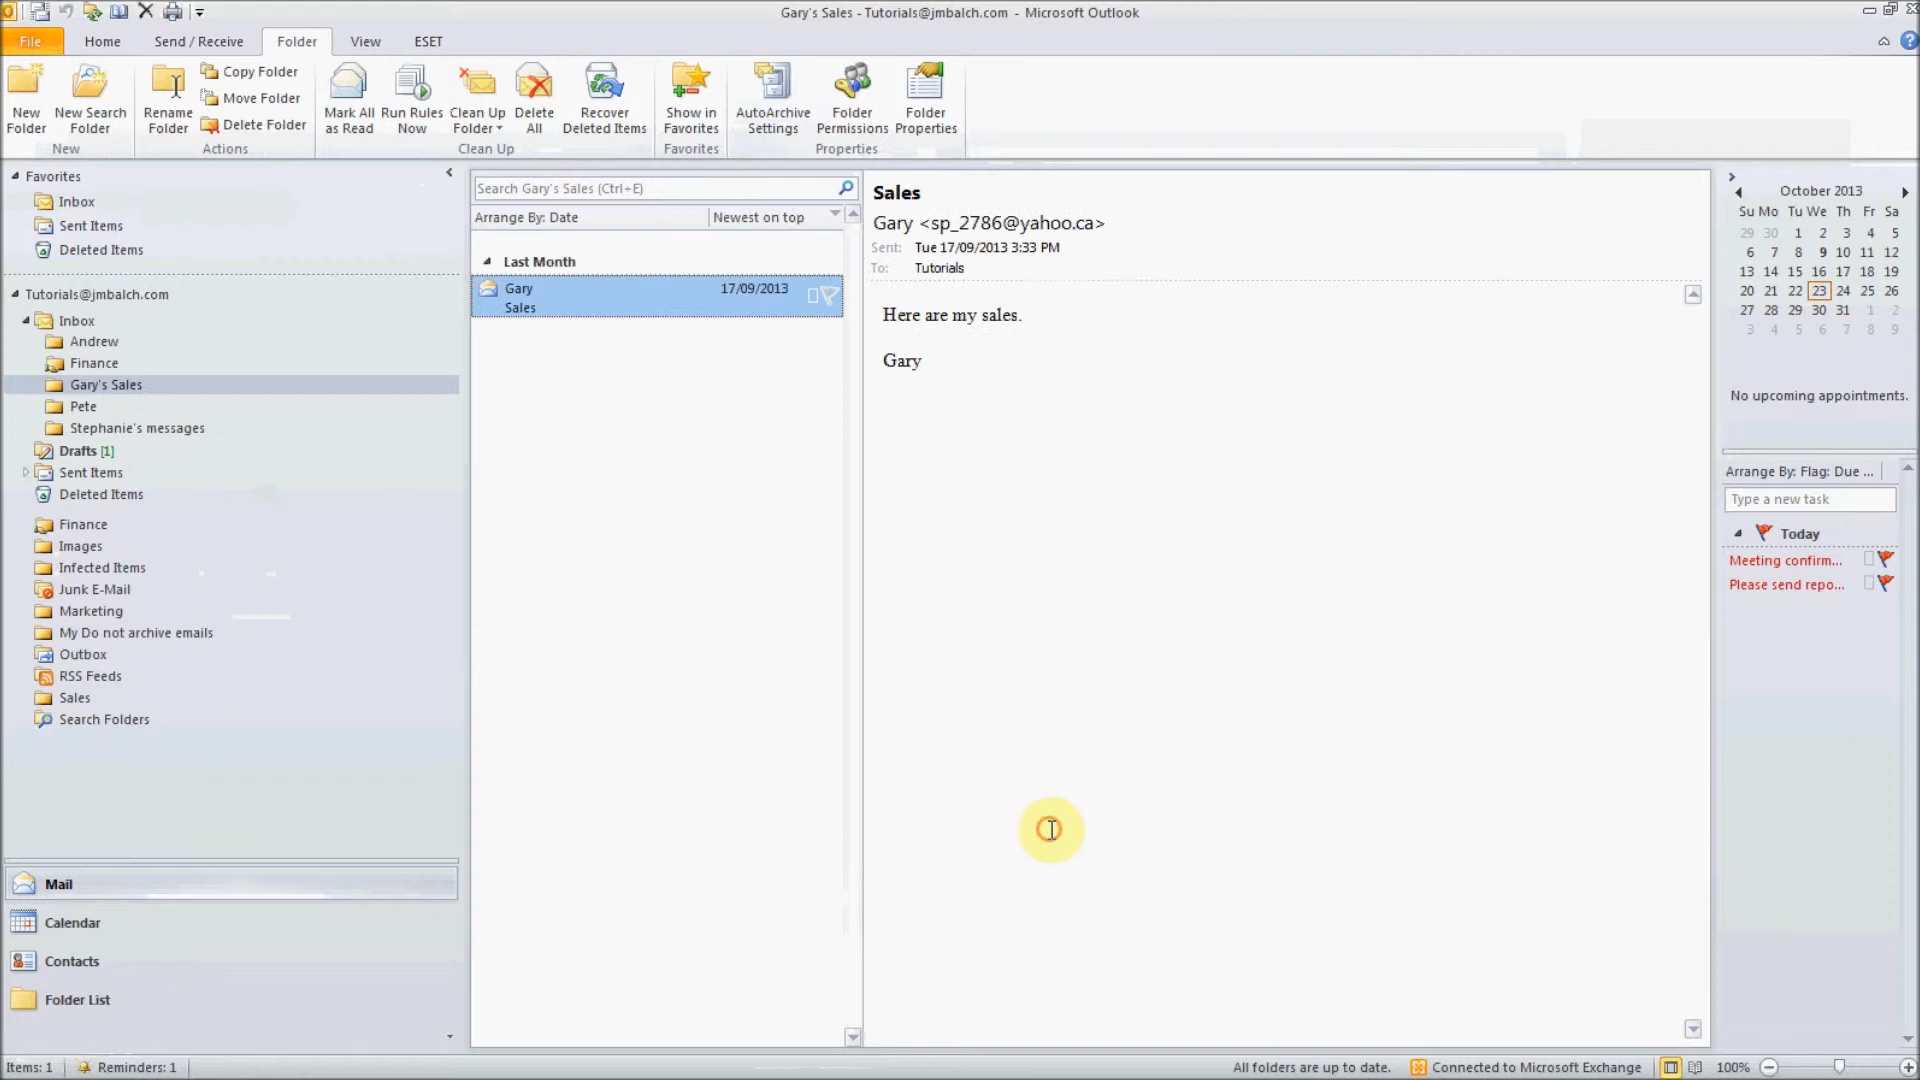 Gary's Sales - Tutorials@jmbalch.com - Microsoft Outlook
File Home Send / Receive Folder View ESET
New Folder
New Search Folder
New
Rename Folder
Copy Folder
Move Folder
Delete Folder
Actions
Mark All as Read
Run Rules Now
Clean Up Folder
Delete All
Recover Deleted Items
Clean Up
Show in Favorites
Favorites
AutoArchive Settings
Folder Permissions
Folder Properties
Properties
Favorites
Inbox
Sent Items
Deleted Items
Tutorials@jmbalch.com
Inbox
Andrew
Finance
Gary's Sales
Pete
Stephanie's messages
Drafts [1]
Sent Items
Deleted Items
Finance
Images
Infected Items
Junk E-Mail
Marketing
My Do not archive emails
Outbox
RSS Feeds
Sales
Search Folders
Mail
Calendar
Contacts
Folder List
Search Gary's Sales (Ctrl+E)
Arrange By: Date Newest on top
Last Month
Gary 17/09/2013
Sales
Sales
Gary <sp_2786@yahoo.ca>
Sent: Tue 17/09/2013 3:33 PM
To: Tutorials
Here are my sales.
Gary
October 2013
Su Mo Tu We Th Fr Sa
29 30 1 2 3 4 5
6 7 8 9 10 11 12
13 14 15 16 17 18 19
20 21 22 23 24 25 26
27 28 29 30 31 1 2
3 4 5 6 7 8 9
No upcoming appointments.
Arrange By: Flag: Due ...
Type a new task
Today
Meeting confirm...
Please send repo...
Items: 1 Reminders: 1 All folders are up to date. Connected to Microsoft Exchange 100%